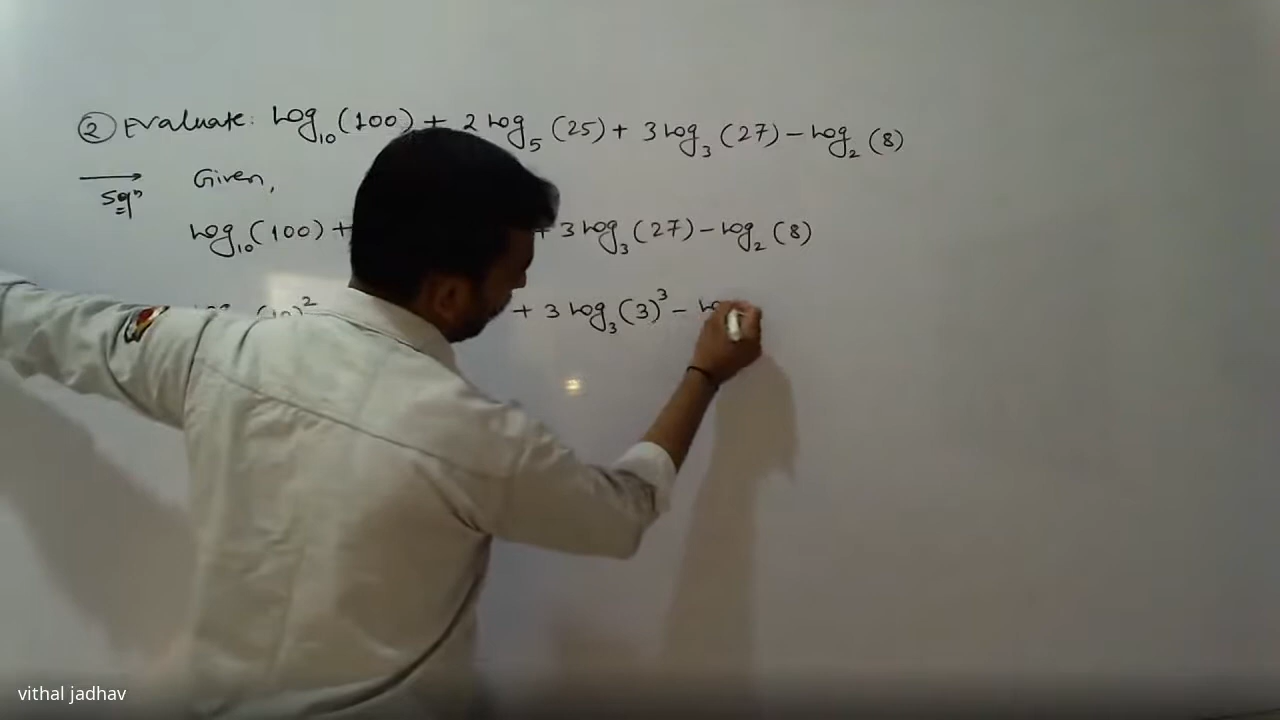 ② Evaluate: log₁₀(100) + 2 log₅(25) + 3 log₃(27) − log₂(8)
Solⁿ Given,
log₁₀(100) + + 3 log₃(27) − log₂(8)
(10)² + 3 log₃(3)³ −
vithal jadhav